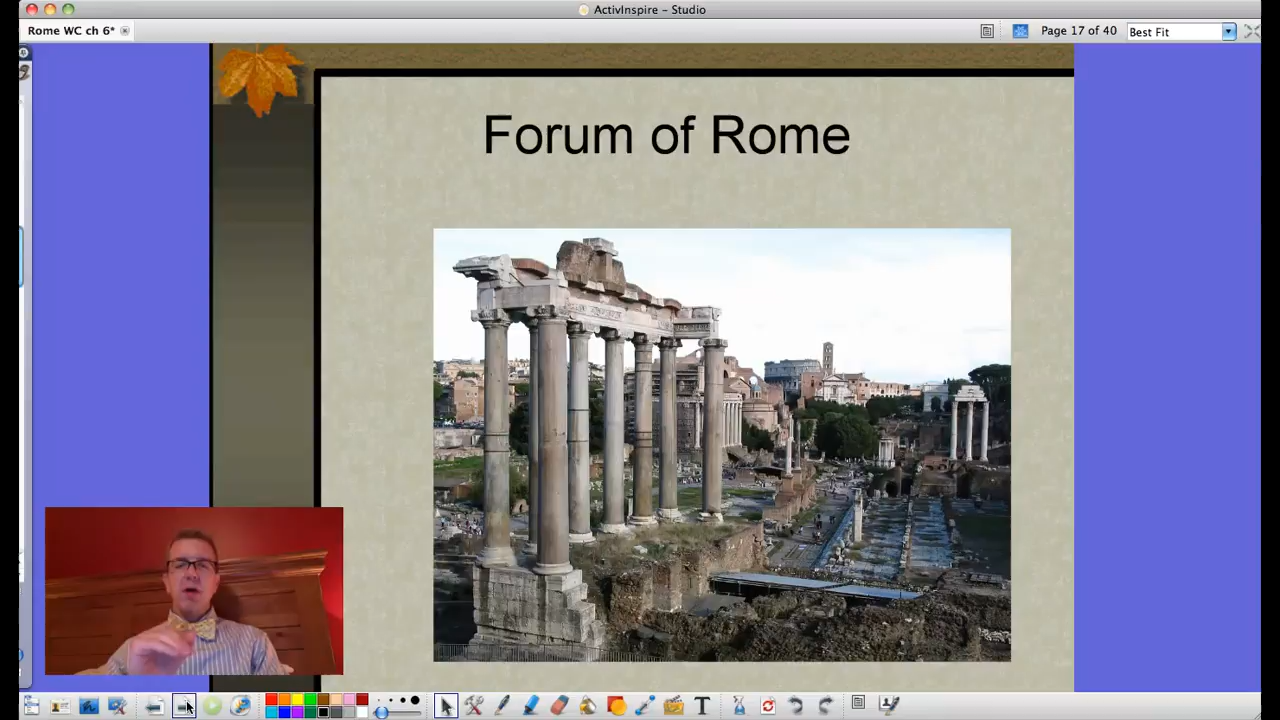 ActivInspire – Studio
Rome WC ch 6*
Page 17 of 40
Best Fit
Forum of Rome
T